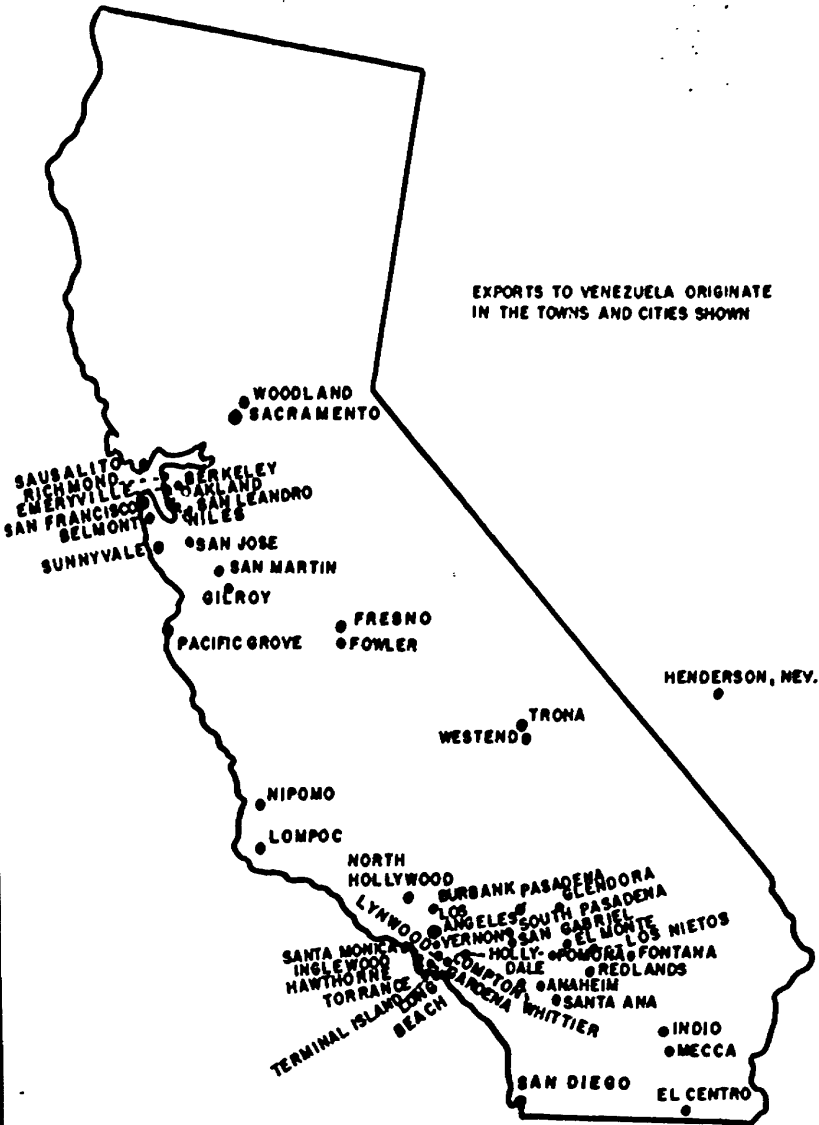 EXPORTS TO VENEZUELA ORIGINATE
IN THE TOWNS AND CITIES SHOWN
WOODLAND
SACRAMENTO
SAUSALITO
RICHMOND
EMERYVILLE
SAN FRANCISCO
BELMONT
SUNNYVALE
BERKELEY
OAKLAND
SAN LEANDRO
NILES
SAN JOSE
SAN MARTIN
GILROY
PACIFIC GROVE
FRESNO
FOWLER
HENDERSON, NEV.
TRONA
WESTEND
NIPOMO
LOMPOC
NORTH
HOLLYWOOD
BURBANK
PASADENA
GLENDORA
LOS
ANGELES
SOUTH PASADENA
LYNWOOD
VERNON
SAN GABRIEL
EL MONTE
LOS NIETOS
SANTA MONICA
INGLEWOOD
HAWTHORNE
TORRANCE
TERMINAL ISLAND
LONG
BEACH
COMPTON
GARDENA
HOLLY-
DALE
POMONA
FONTANA
REDLANDS
ANAHEIM
SANTA ANA
WHITTIER
INDIO
MECCA
SAN DIEGO
EL CENTRO